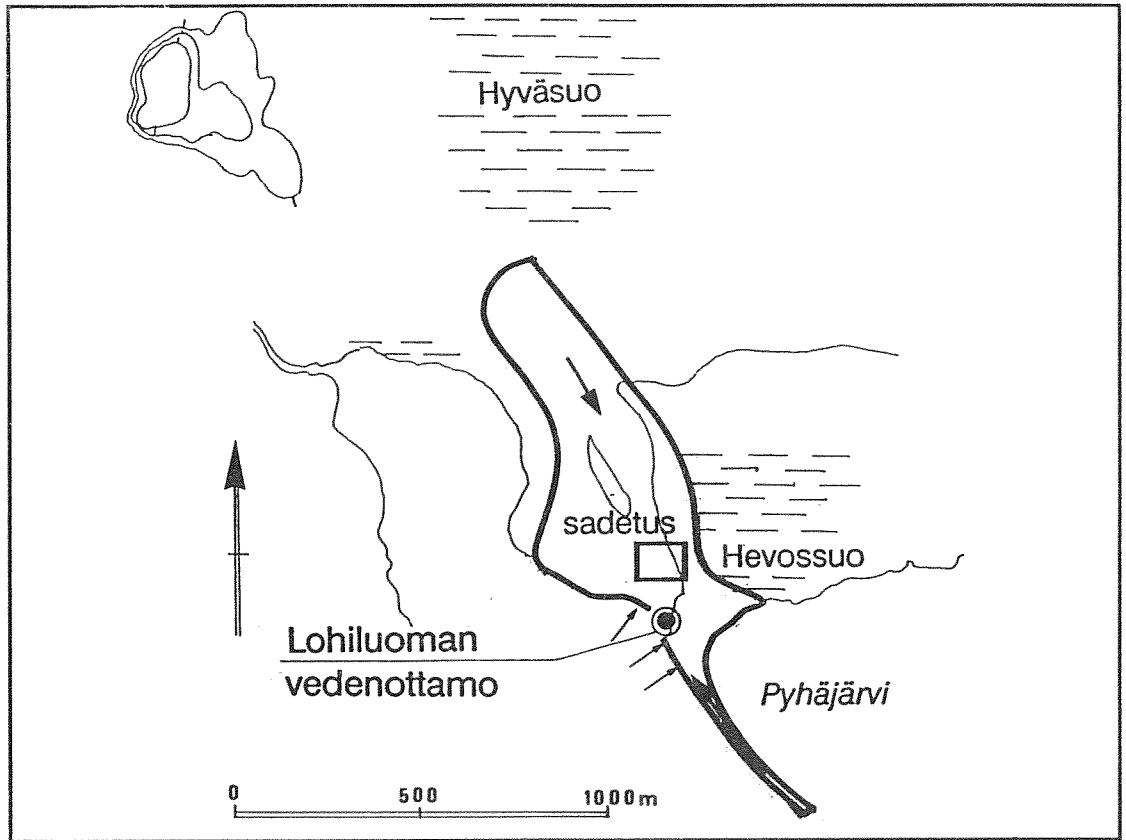 Hyväsuo
sadetus
Hevossuo
Lohiluoman
vedenottamo
Pyhäjärvi
0 500 1000m